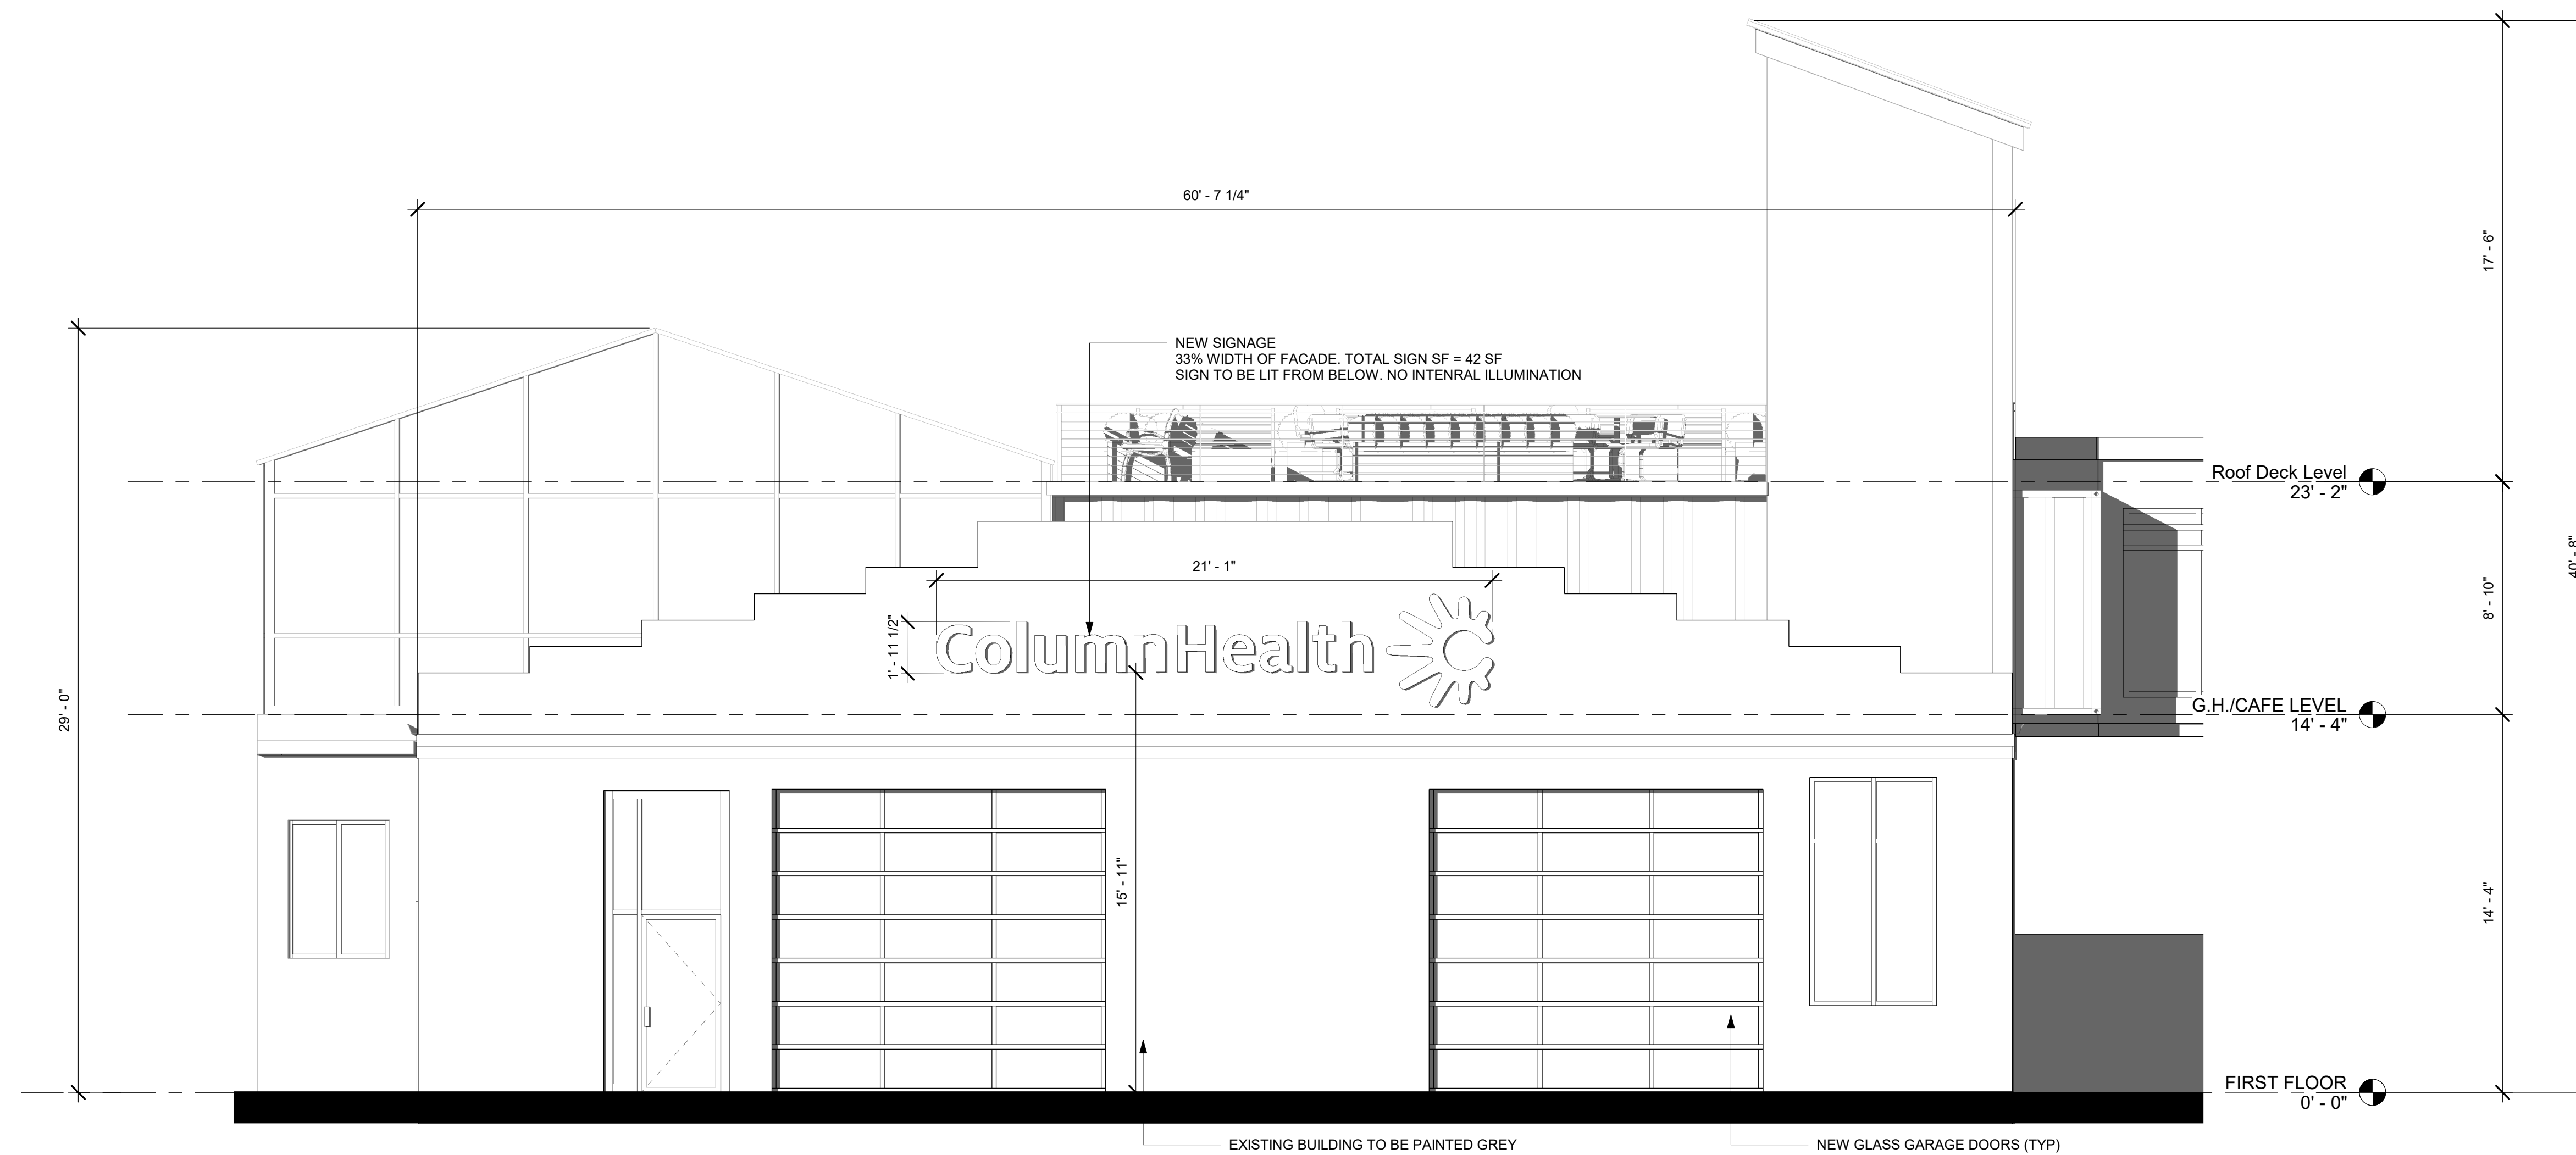 60' - 7 1/4"
17' - 6"
NEW SIGNAGE
33% WIDTH OF FACADE. TOTAL SIGN SF = 42 SF
SIGN TO BE LIT FROM BELOW. NO INTENRAL ILLUMINATION
Roof Deck Level
23' - 2"
40' - 8"
21' - 1"
8' - 10"
1' - 11 1/2"
ColumnHealth
29' - 0"
G.H./CAFE LEVEL
14' - 4"
15' - 11"
14' - 4"
FIRST FLOOR
0' - 0"
EXISTING BUILDING TO BE PAINTED GREY
NEW GLASS GARAGE DOORS (TYP)